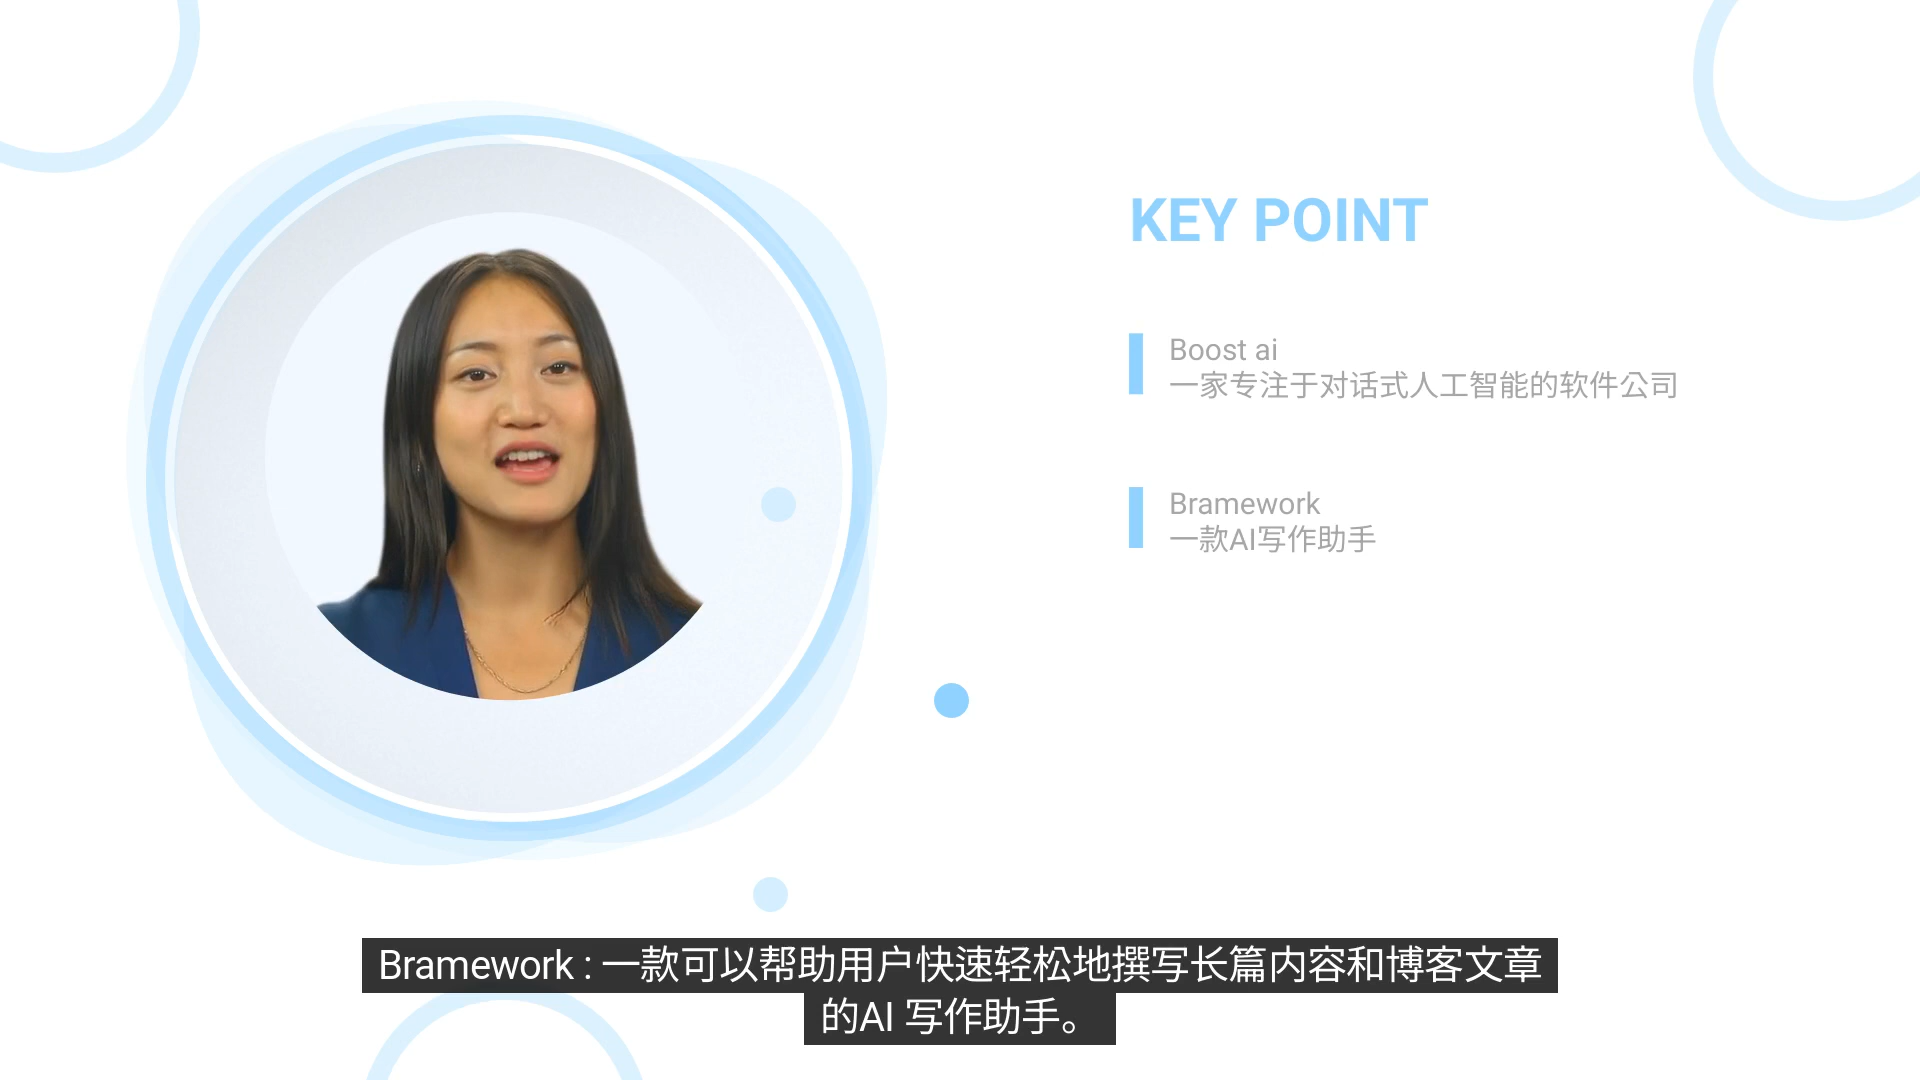 KEY POINT
Boost ai
一家专注于对话式人工智能的软件公司
Bramework
一款AI写作助手
Bramework : 一款可以帮助用户快速轻松地撰写长篇内容和博客文章
的AI 写作助手。